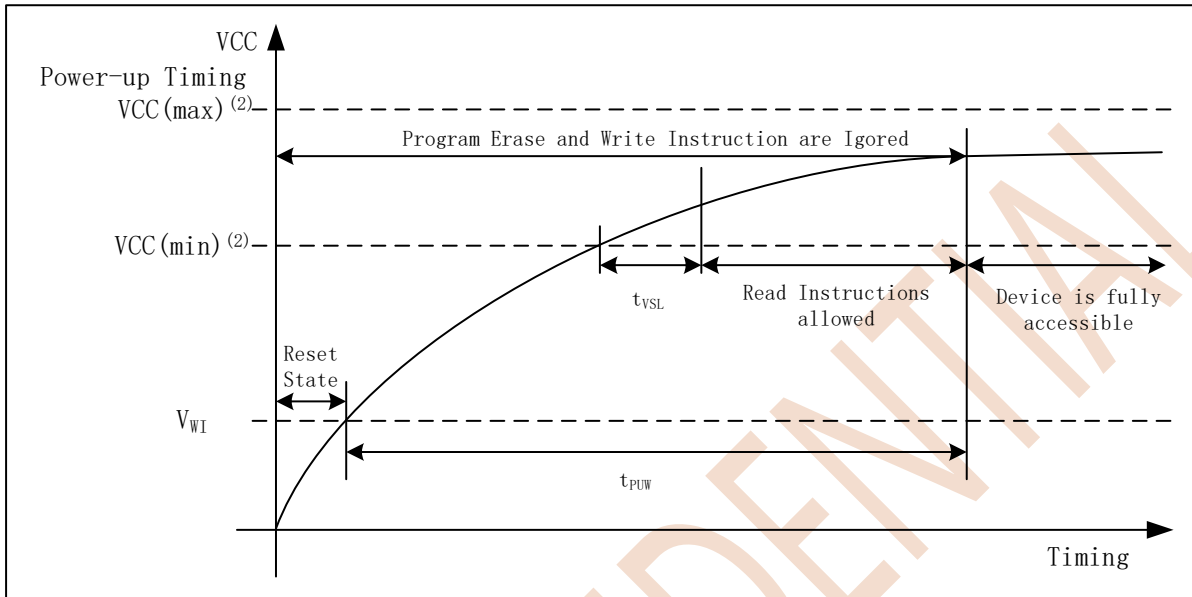 VCC
Power-up Timing
VCC(max)(2)
Program Erase and Write Instruction are Igored
VCC(min)(2)
tVSL
Read Instructions
allowed
Device is fully
accessible
Reset
State
VWI
tPUW
Timing